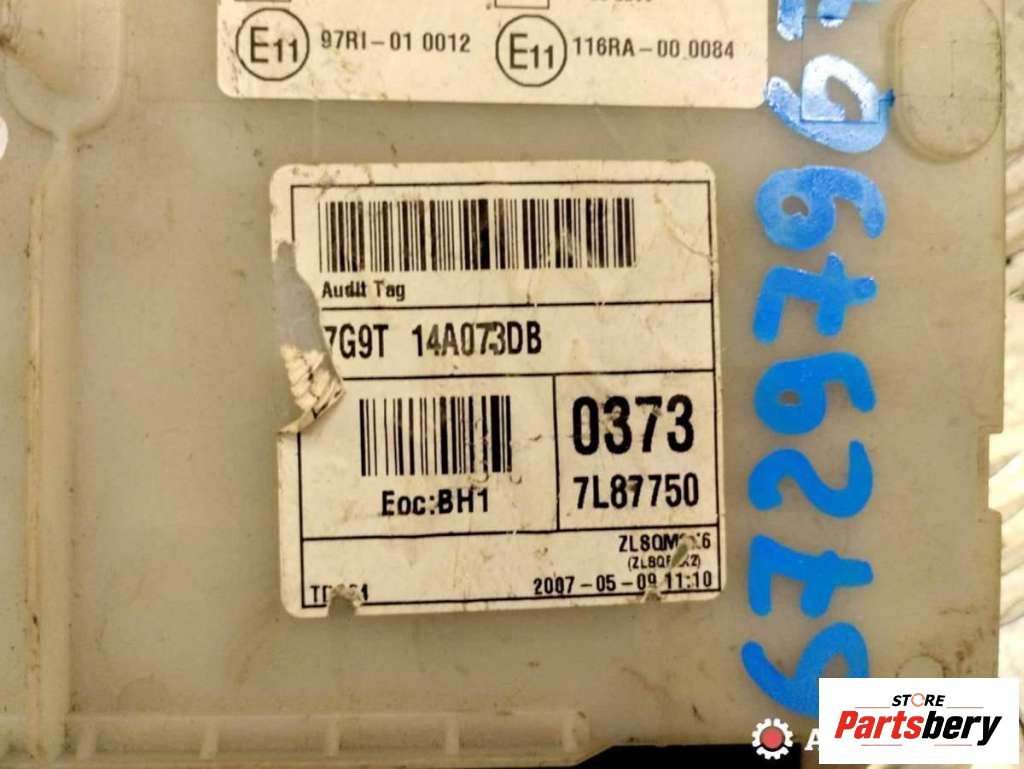 E11 97RI-01 0012 E11 116RA-00 0084
Audit Tag
7G9T 14A073DB
0373
Eoc:BH1
7L87750
2007-05-09 11:10
STORE
Partsbery